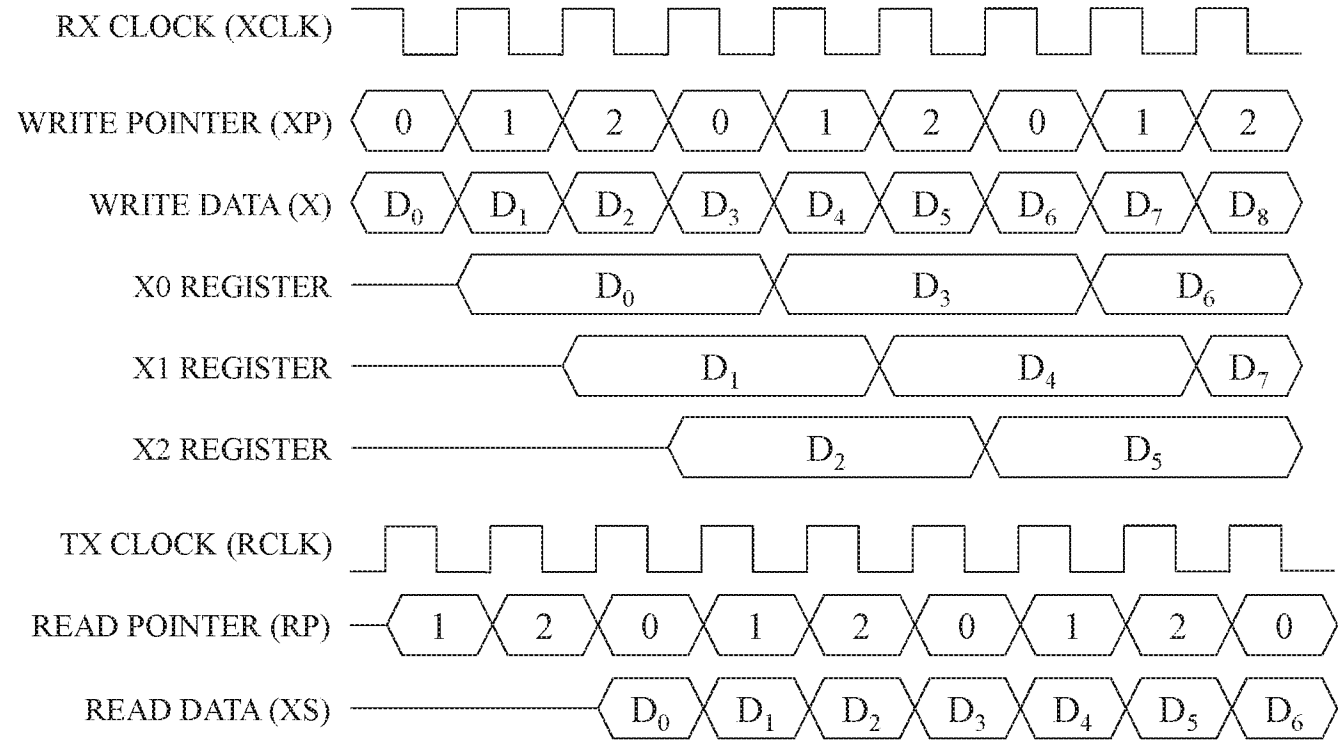 RX CLOCK (XCLK)
WRITE POINTER (XP) 0 1 2 0 1 2 0 1 2
WRITE DATA (X) D₀ D₁ D₂ D₃ D₄ D₅ D₆ D₇ D₈
X0 REGISTER D₀ D₃ D₆
X1 REGISTER D₁ D₄ D₇
X2 REGISTER D₂ D₅
TX CLOCK (RCLK)
READ POINTER (RP) 1 2 0 1 2 0 1 2 0
READ DATA (XS) D₀ D₁ D₂ D₃ D₄ D₅ D₆